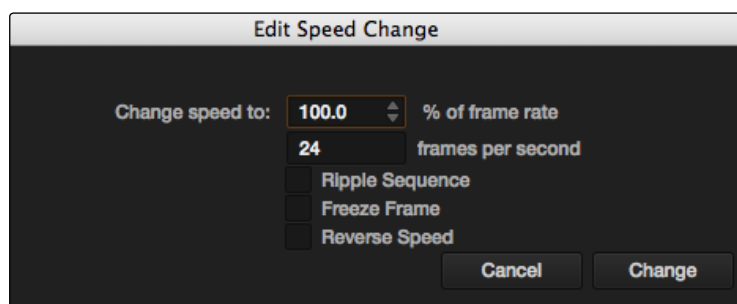 Edit Speed Change
Change speed to: 100.0 % of frame rate
24 frames per second
Ripple Sequence
Freeze Frame
Reverse Speed
Cancel Change